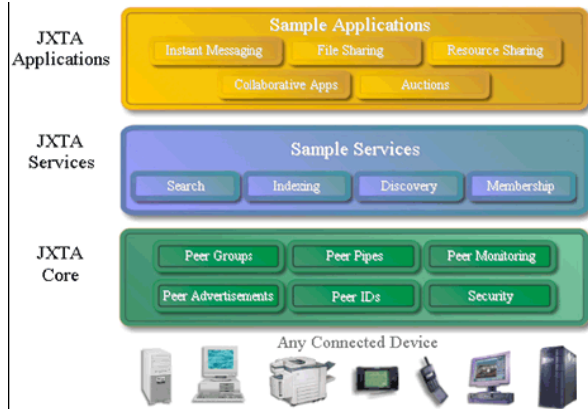 JXTA
Applications
Sample Applications
Instant Messaging
File Sharing
Resource Sharing
Collaborative Apps
Auctions
JXTA
Services
Sample Services
Search
Indexing
Discovery
Membership
JXTA
Core
Peer Groups
Peer Pipes
Peer Monitoring
Peer Advertisements
Peer IDs
Security
Any Connected Device